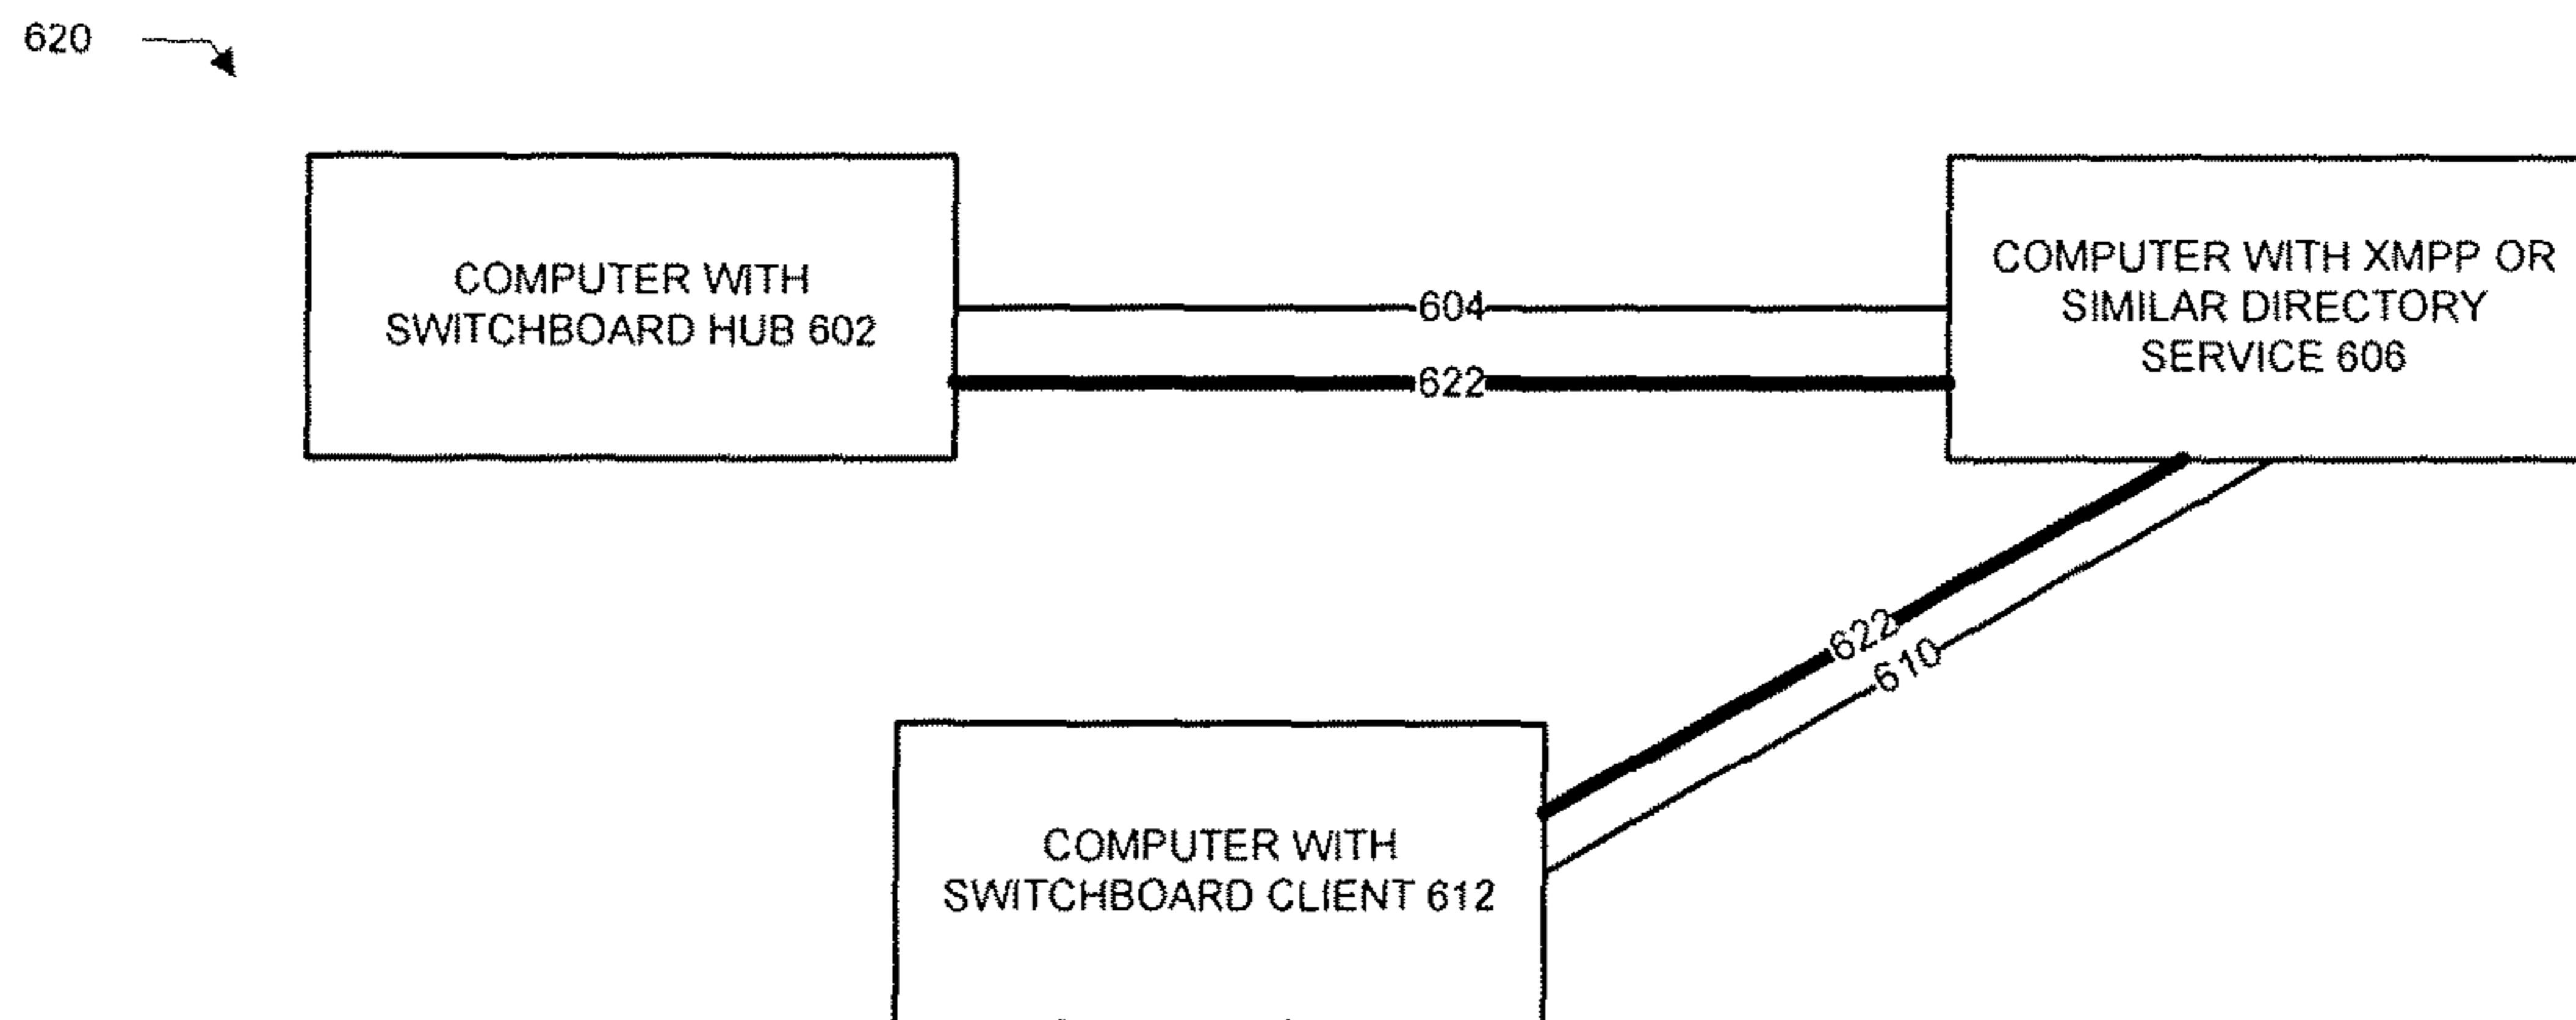 620
COMPUTER WITH
SWITCHBOARD HUB 602
604
622
COMPUTER WITH XMPP OR
SIMILAR DIRECTORY
SERVICE 606
622
610
COMPUTER WITH
SWITCHBOARD CLIENT 612